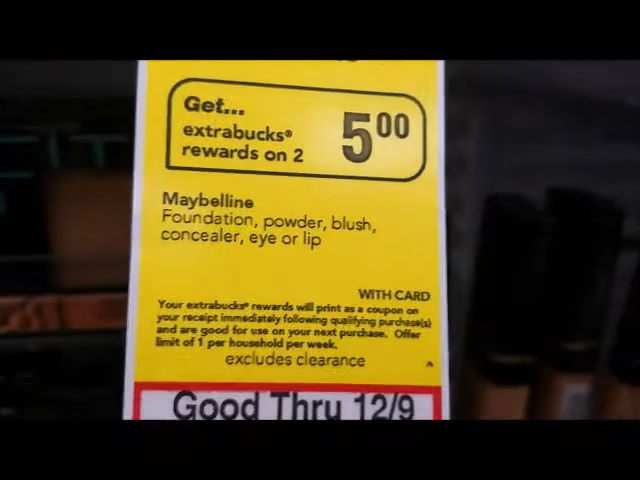 Get...
extrabucks®
rewards on 2
5.00
Maybelline
Foundation, powder, blush,
concealer, eye or lip
WITH CARD
Your extrabucks® rewards will print as a coupon on
your receipt immediately following qualifying purchase(s)
and are good for use on your next purchase. Offer
limit of 1 per household per week.
excludes clearance
A
Good Thru 12/9